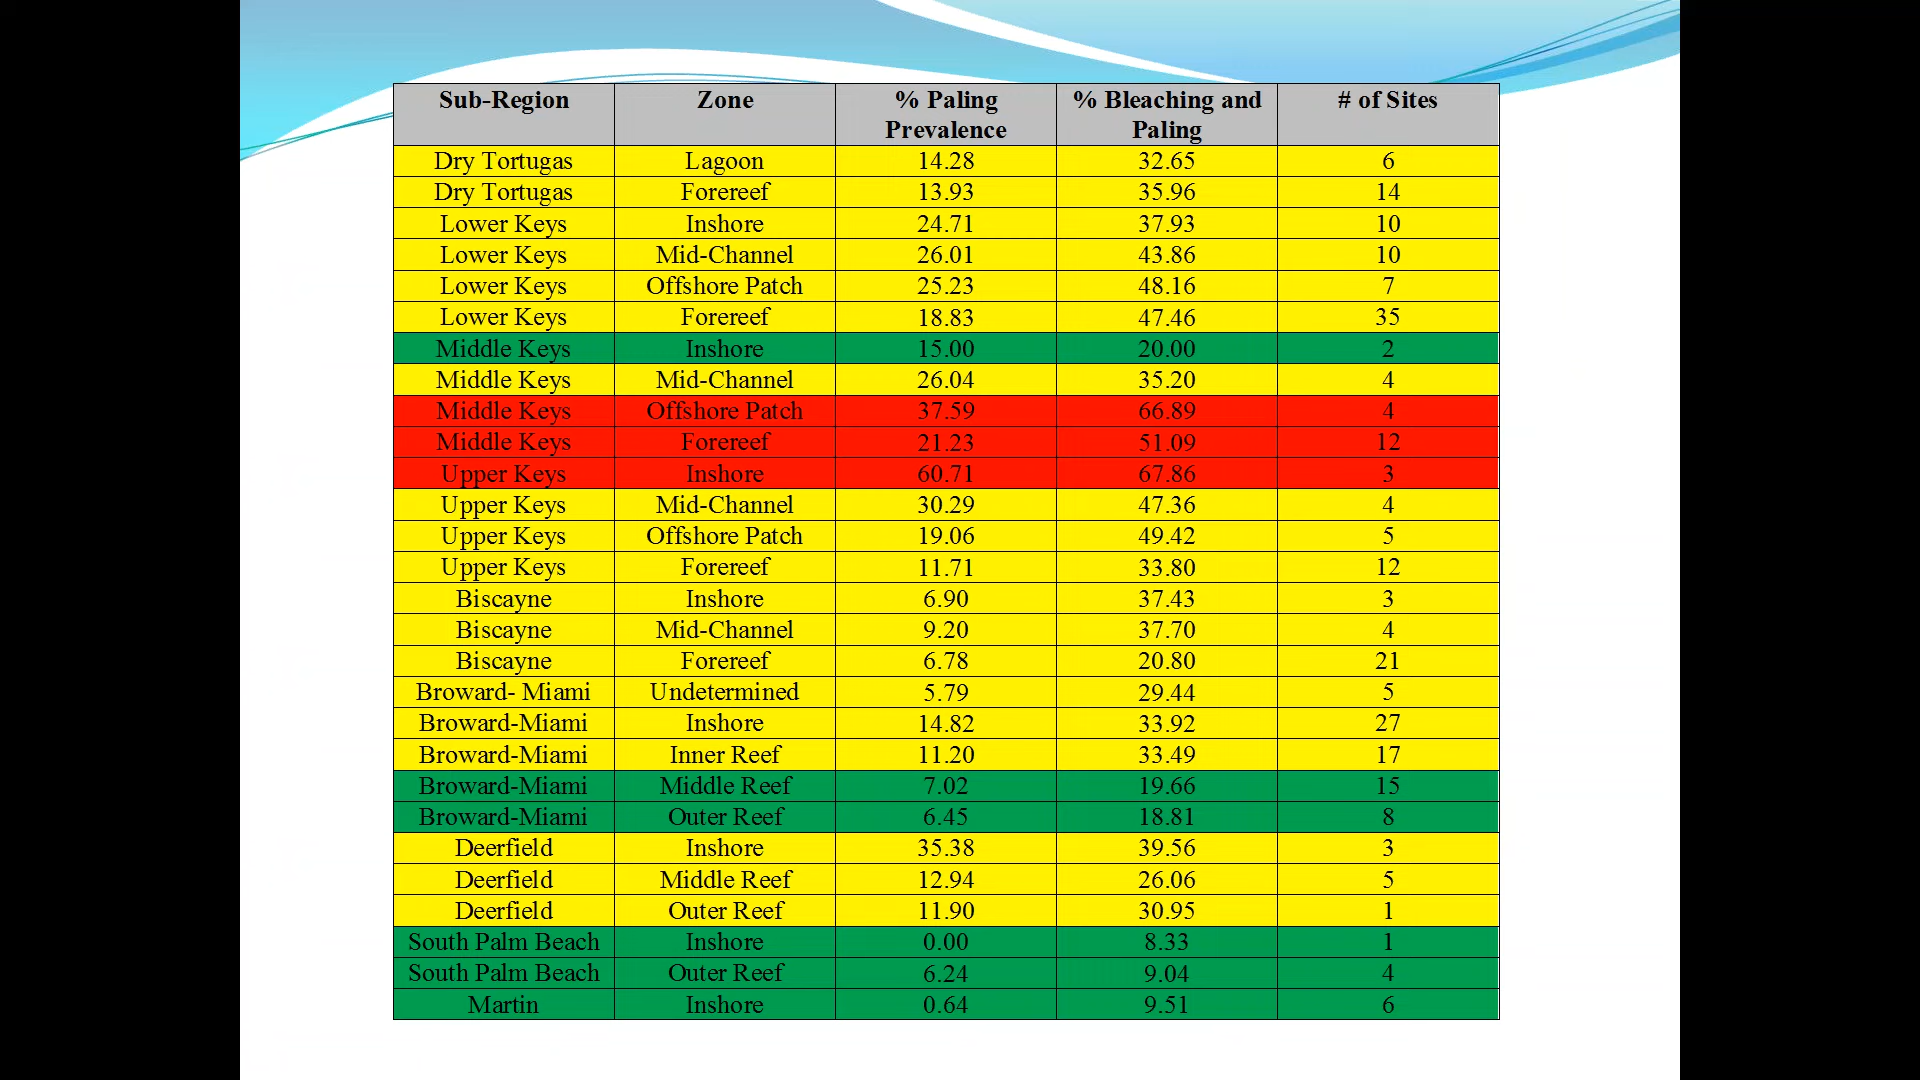 Sub-Region Zone % Paling Prevalence % Bleaching and Paling # of Sites
Dry Tortugas Lagoon 14.28 32.65 6
Dry Tortugas Forereef 13.93 35.96 14
Lower Keys Inshore 24.71 37.93 10
Lower Keys Mid-Channel 26.01 43.86 10
Lower Keys Offshore Patch 25.23 48.16 7
Lower Keys Forereef 18.83 47.46 35
Middle Keys Inshore 15.00 20.00 2
Middle Keys Mid-Channel 26.04 35.20 4
Middle Keys Offshore Patch 37.59 66.89 4
Middle Keys Forereef 21.23 51.09 12
Upper Keys Inshore 60.71 67.86 3
Upper Keys Mid-Channel 30.29 47.36 4
Upper Keys Offshore Patch 19.06 49.42 5
Upper Keys Forereef 11.71 33.80 12
Biscayne Inshore 6.90 37.43 3
Biscayne Mid-Channel 9.20 37.70 4
Biscayne Forereef 6.78 20.80 21
Broward- Miami Undetermined 5.79 29.44 5
Broward-Miami Inshore 14.82 33.92 27
Broward-Miami Inner Reef 11.20 33.49 17
Broward-Miami Middle Reef 7.02 19.66 15
Broward-Miami Outer Reef 6.45 18.81 8
Deerfield Inshore 35.38 39.56 3
Deerfield Middle Reef 12.94 26.06 5
Deerfield Outer Reef 11.90 30.95 1
South Palm Beach Inshore 0.00 8.33 1
South Palm Beach Outer Reef 6.24 9.04 4
Martin Inshore 0.64 9.51 6